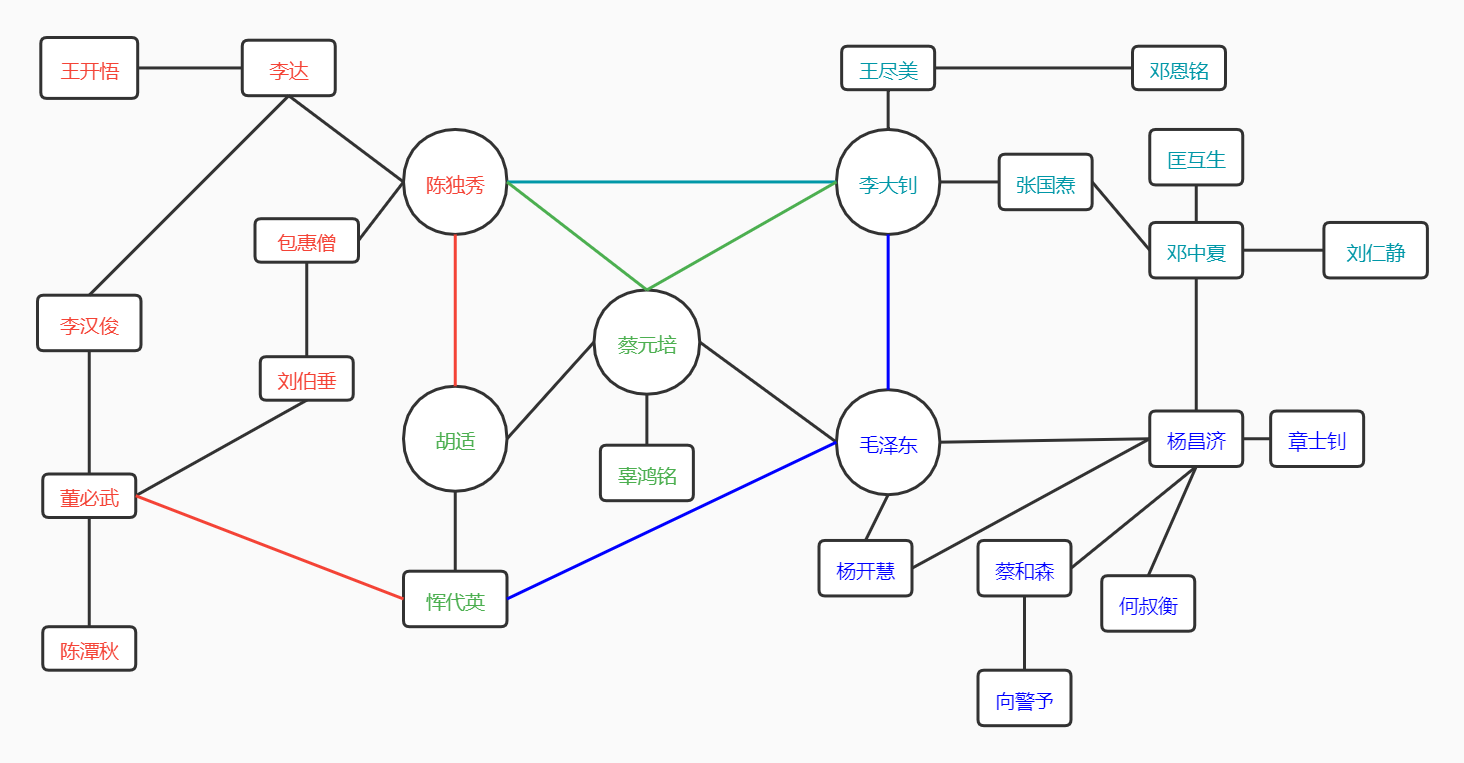 王开悟
李达
王尽美
邓恩铭
陈独秀
李大钊
张国焘
匡互生
包惠僧
邓中夏
刘仁静
李汉俊
蔡元培
刘伯垂
胡适
毛泽东
杨昌济
章士钊
辜鸿铭
董必武
杨开慧
蔡和森
何叔衡
恽代英
陈潭秋
向警予